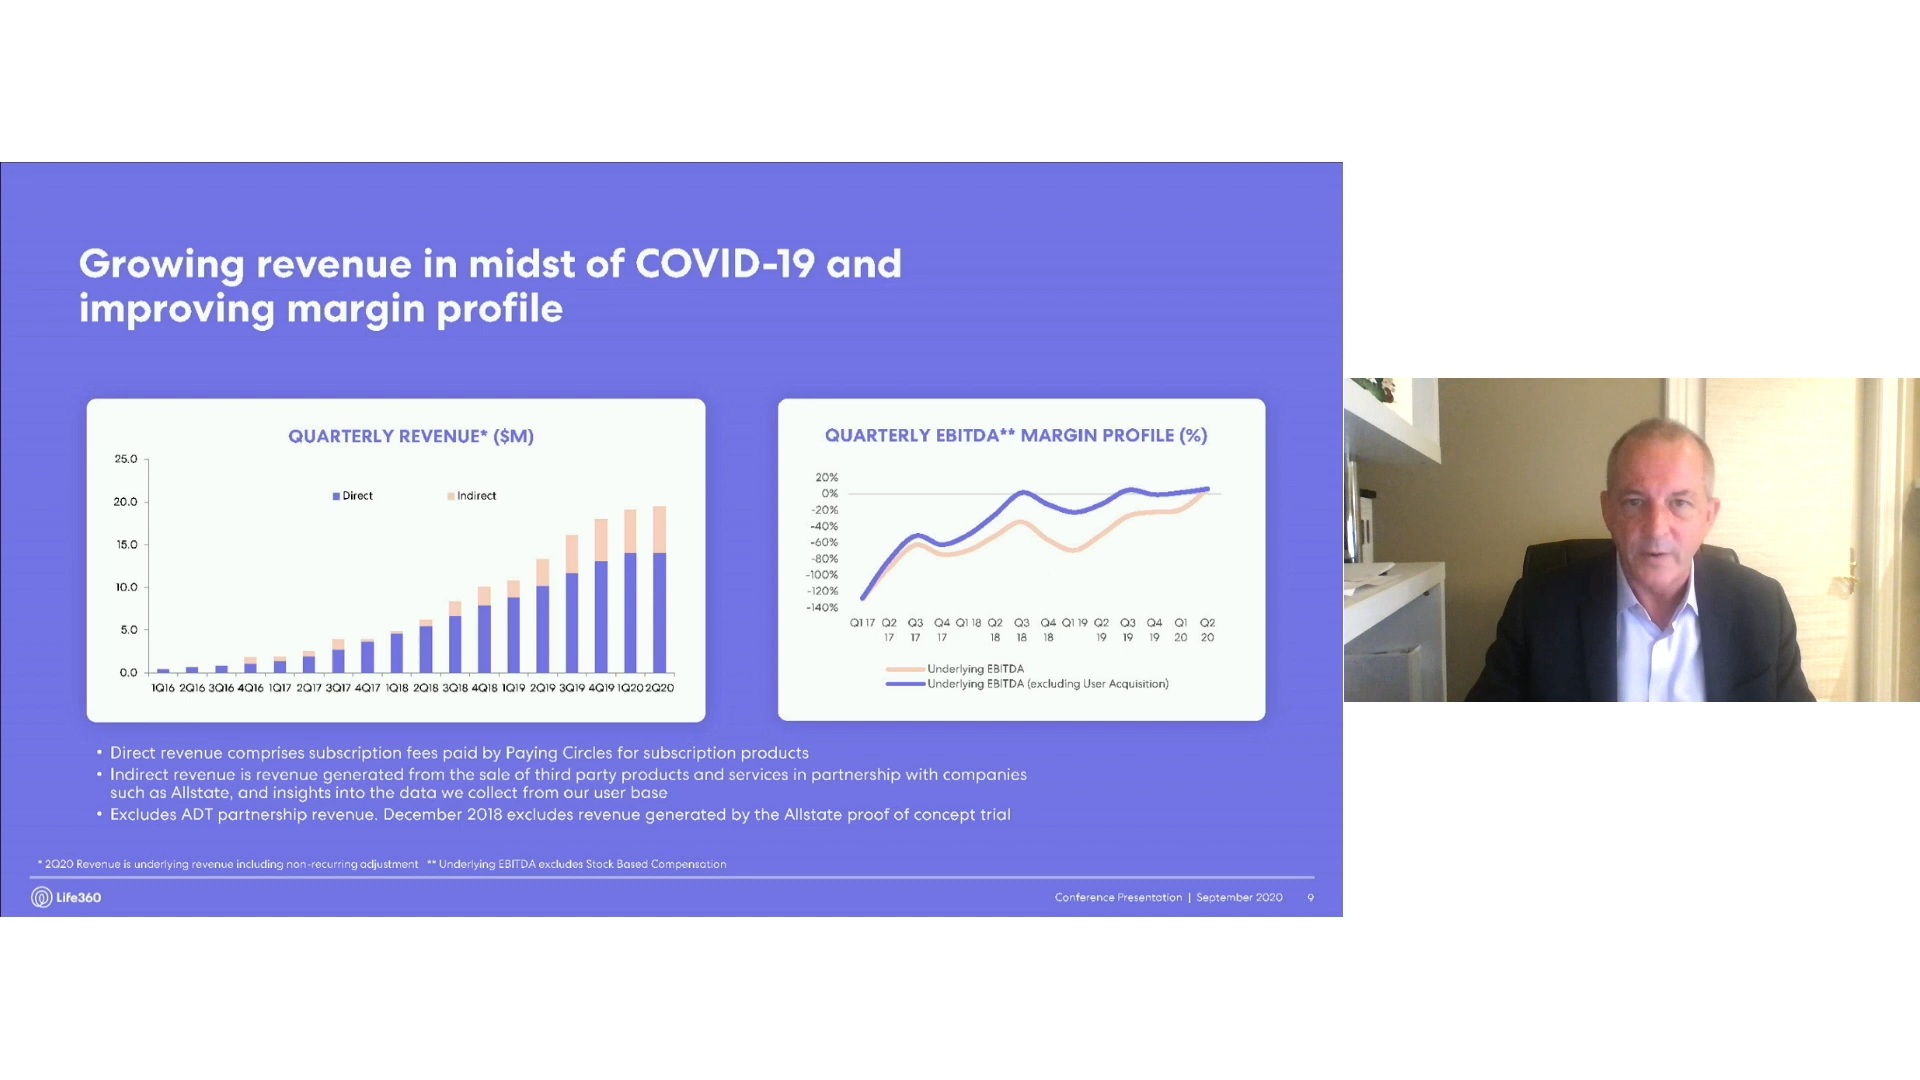 Growing revenue in midst of COVID-19 and
improving margin profile
QUARTERLY REVENUE* ($M)
25.0
20.0
15.0
10.0
5.0
0.0
Direct
Indirect
1Q16 2Q16 3Q16 4Q16 1Q17 2Q17 3Q17 4Q17 1Q18 2Q18 3Q18 4Q18 1Q19 2Q19 3Q19 4Q19 1Q20 2Q20
QUARTERLY EBITDA** MARGIN PROFILE (%)
20%
0%
-20%
-40%
-60%
-80%
-100%
-120%
-140%
Q1 17 Q2 Q3 Q4 Q1 18 Q2 Q3 Q4 Q1 19 Q2 Q3 Q4 Q1 Q2
17 17 17 18 18 18 19 19 19 20 20
Underlying EBITDA
Underlying EBITDA (excluding User Acquisition)
• Direct revenue comprises subscription fees paid by Paying Circles for subscription products
• Indirect revenue is revenue generated from the sale of third party products and services in partnership with companies
such as Allstate, and insights into the data we collect from our user base
• Excludes ADT partnership revenue. December 2018 excludes revenue generated by the Allstate proof of concept trial
* 2Q20 Revenue is underlying revenue including non-recurring adjustment ** Underlying EBITDA excludes Stock Based Compensation
Life360
Conference Presentation | September 2020 9